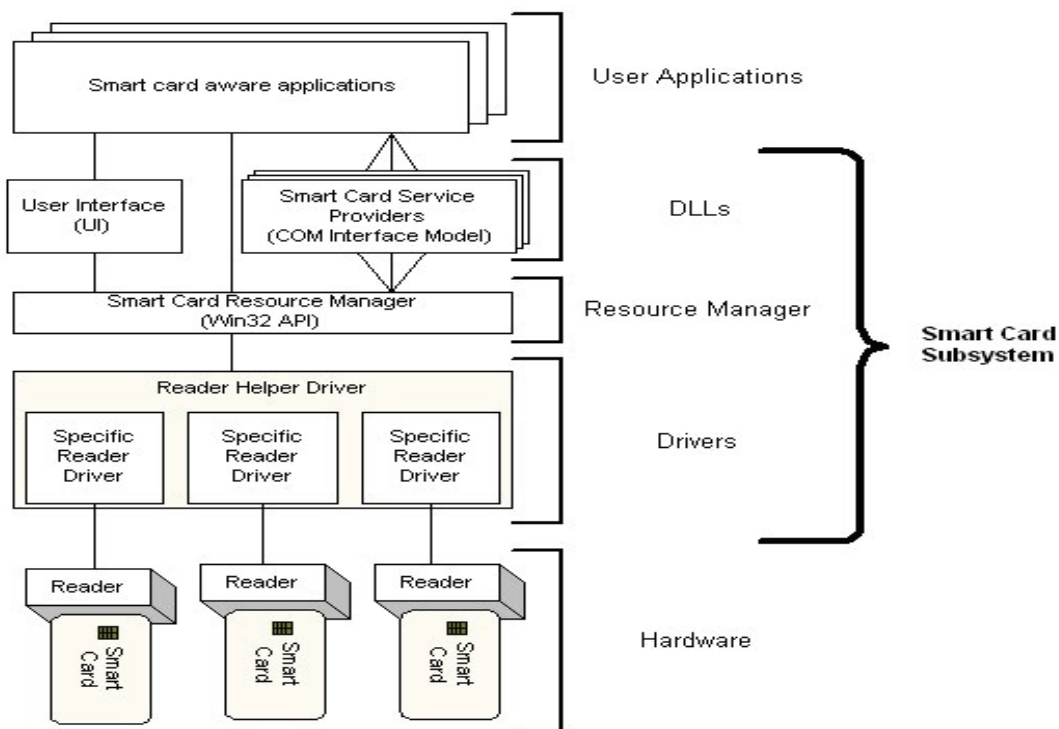 Smart card aware applications
User Applications
User Interface
(UI)
Smart Card Service
Providers
(COM Interface Model)
DLLs
Smart Card Resource Manager
(Win32 API)
Resource Manager
Smart Card
Subsystem
Reader Helper Driver
Specific
Reader
Driver
Specific
Reader
Driver
Specific
Reader
Driver
Drivers
Reader
Reader
Reader
Smart
Card
Smart
Card
Smart
Card
Hardware